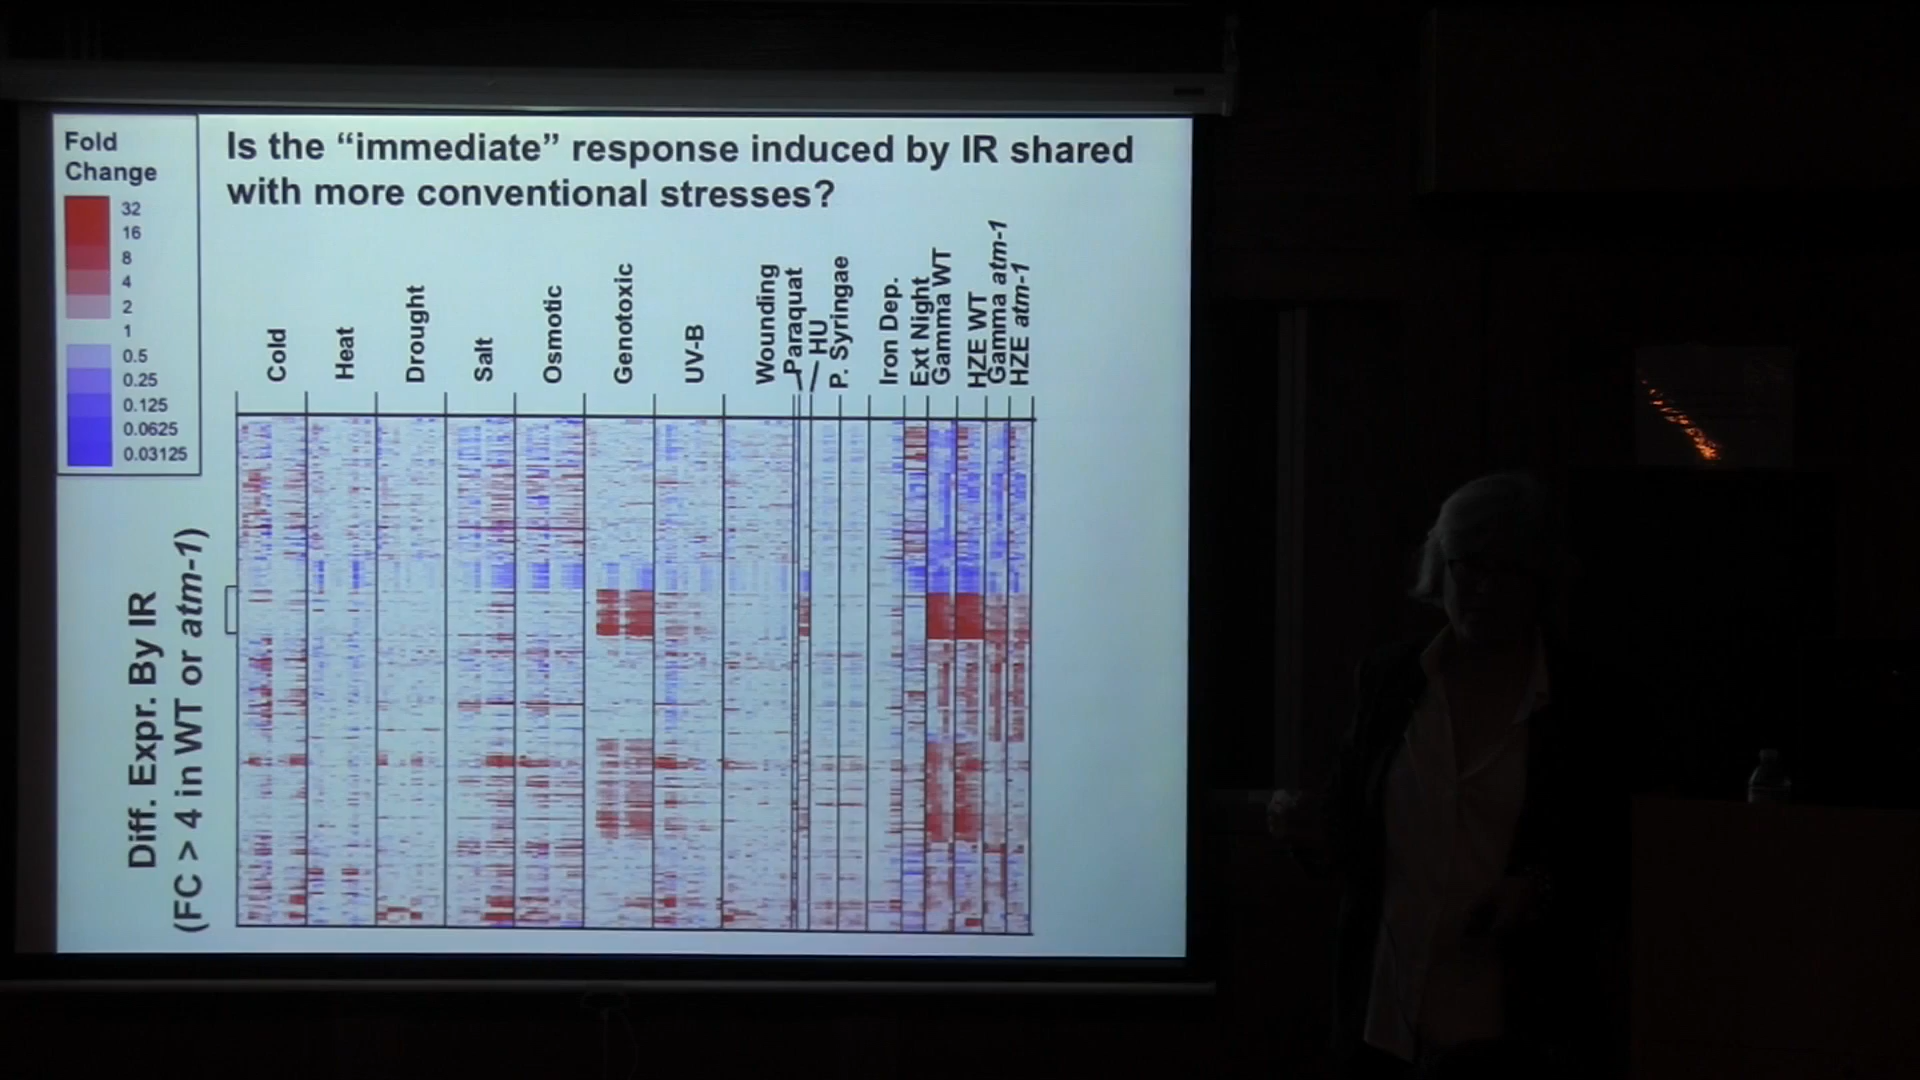 Is the “immediate” response induced by IR shared
with more conventional stresses?
Fold
Change
32
16
8
4
2
1
0.5
0.25
0.125
0.0625
0.03125
Cold
Heat
Drought
Salt
Osmotic
Genotoxic
UV-B
Wounding
Paraquat
HU
P. Syringae
Iron Dep.
Ext Night
Gamma WT
HZE WT
Gamma atm-1
HZE atm-1
Diff. Expr. By IR
(FC > 4 in WT or atm-1)